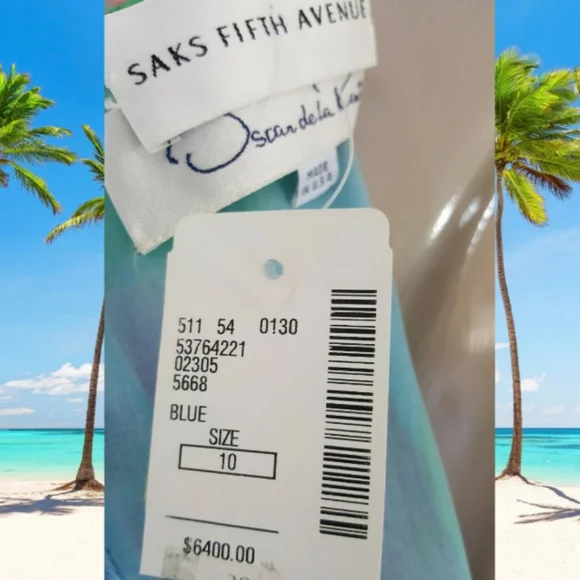 SAKS FIFTH AVENUE
Oscar de la
MADE
IN U.S.A.
511 54 0130
53764221
02305
5668
BLUE
SIZE
10
$6400.00